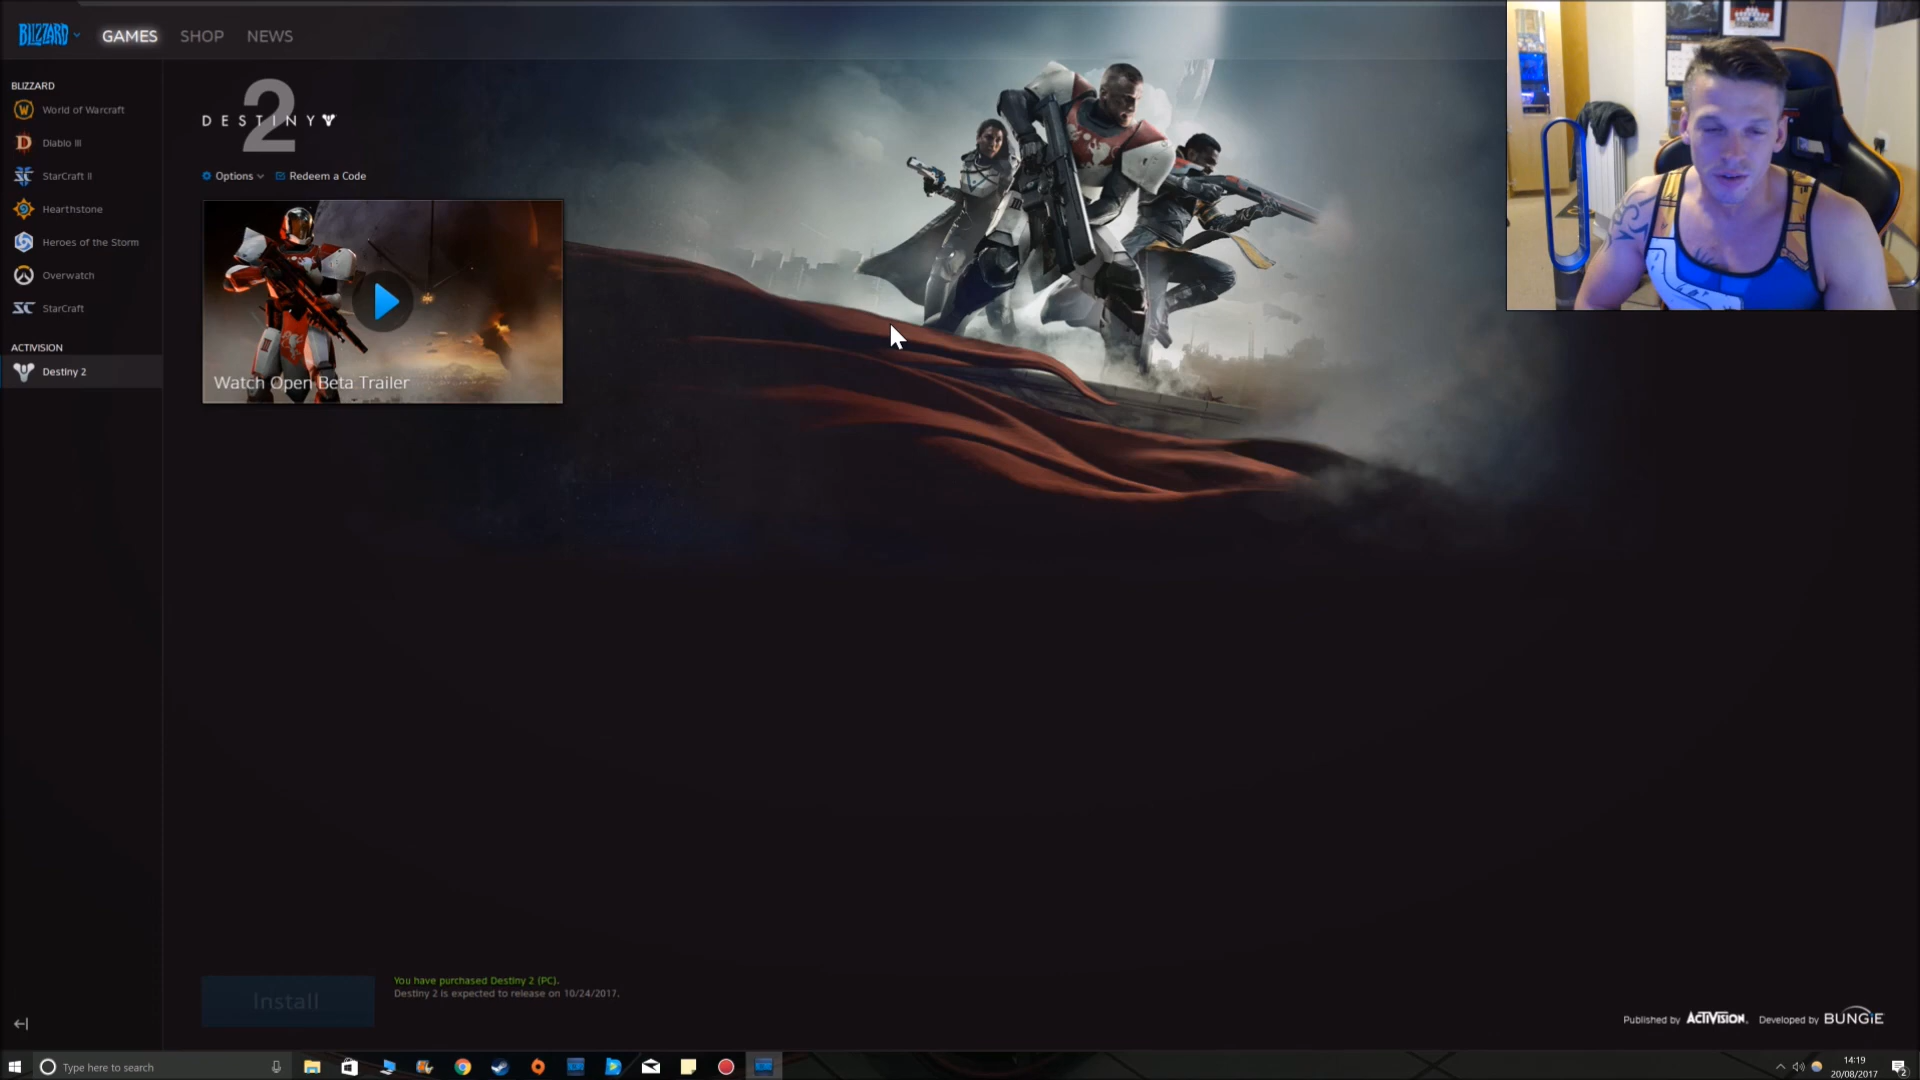 BLIZZARD
GAMES
SHOP
NEWS
BLIZZARD
World of Warcraft
Diablo III
StarCraft II
Hearthstone
Heroes of the Storm
Overwatch
StarCraft
ACTIVISION
Destiny 2
DESTINY 2
Options
Redeem a Code
Watch Open Beta Trailer
Install
You have purchased Destiny 2 (PC).
Destiny 2 is expected to release on 10/24/2017.
Published by ACTIVISION. Developed by BUNGiE
Type here to search
14:19
20/08/2017
2